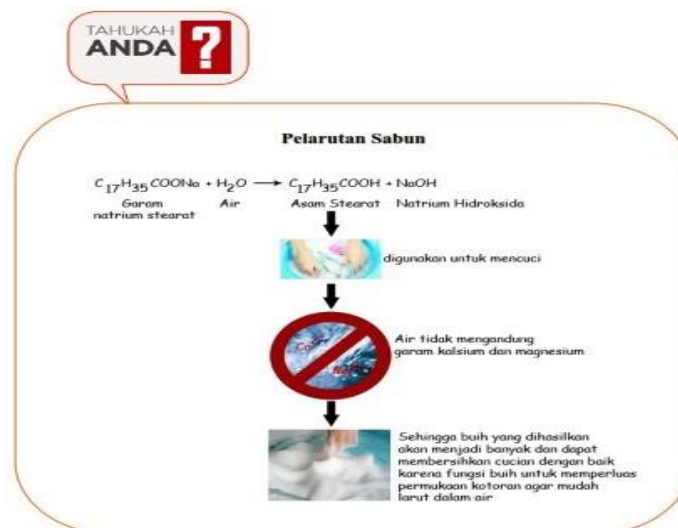 TAHUKAH
ANDA ?
Pelarutan Sabun
C17H35COONa + H2O → C17H35COOH + NaOH
Garam natrium stearat Air Asam Stearat Natrium Hidroksida
digunakan untuk mencuci
Air tidak mengandung
garam kalsium dan magnesium
Sehingga buih yang dihasilkan
akan menjadi banyak dan dapat
membersihkan cucian dengan baik
karena fungsi buih untuk memperluas
permukaan kotoran agar mudah
larut dalam air